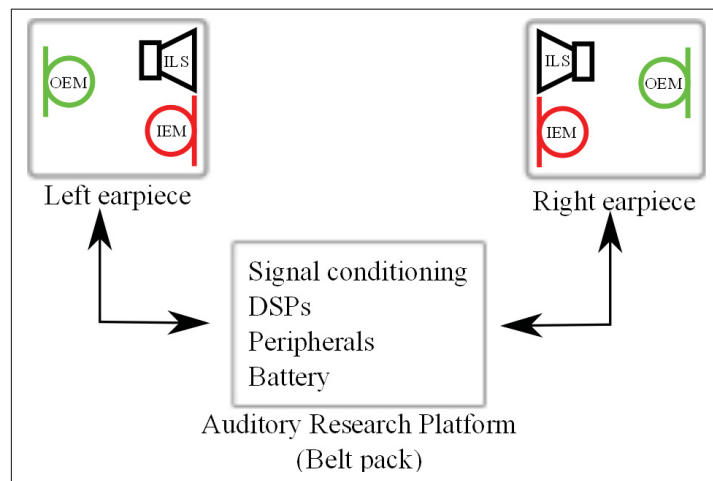 ILS
OEM
IEM
Left earpiece
ILS
OEM
IEM
Right earpiece
Signal conditioning
DSPs
Peripherals
Battery
Auditory Research Platform
(Belt pack)